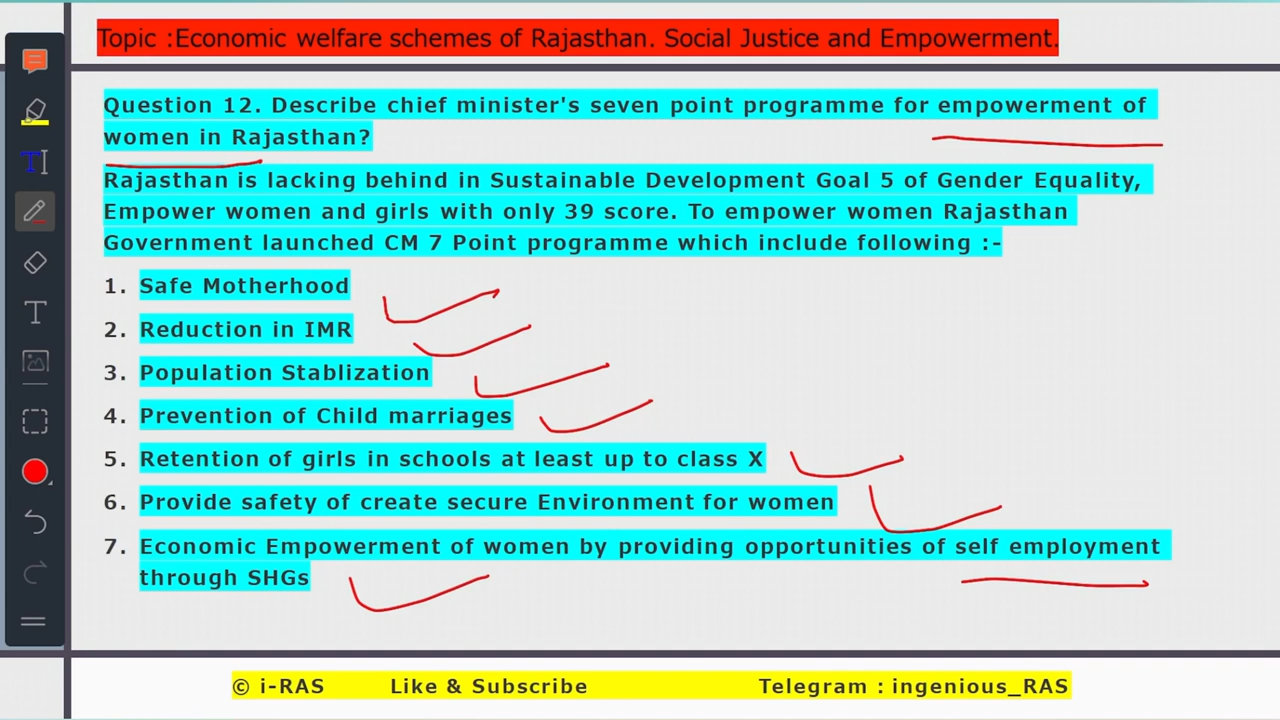 Topic :Economic welfare schemes of Rajasthan. Social Justice and Empowerment.
Question 12. Describe chief minister's seven point programme for empowerment of
women in Rajasthan?
Rajasthan is lacking behind in Sustainable Development Goal 5 of Gender Equality,
Empower women and girls with only 39 score. To empower women Rajasthan
Government launched CM 7 Point programme which include following :-
1. Safe Motherhood
2. Reduction in IMR
3. Population Stablization
4. Prevention of Child marriages
5. Retention of girls in schools at least up to class X
6. Provide safety of create secure Environment for women
7. Economic Empowerment of women by providing opportunities of self employment
through SHGs
© i-RAS Like & Subscribe Telegram : ingenious_RAS